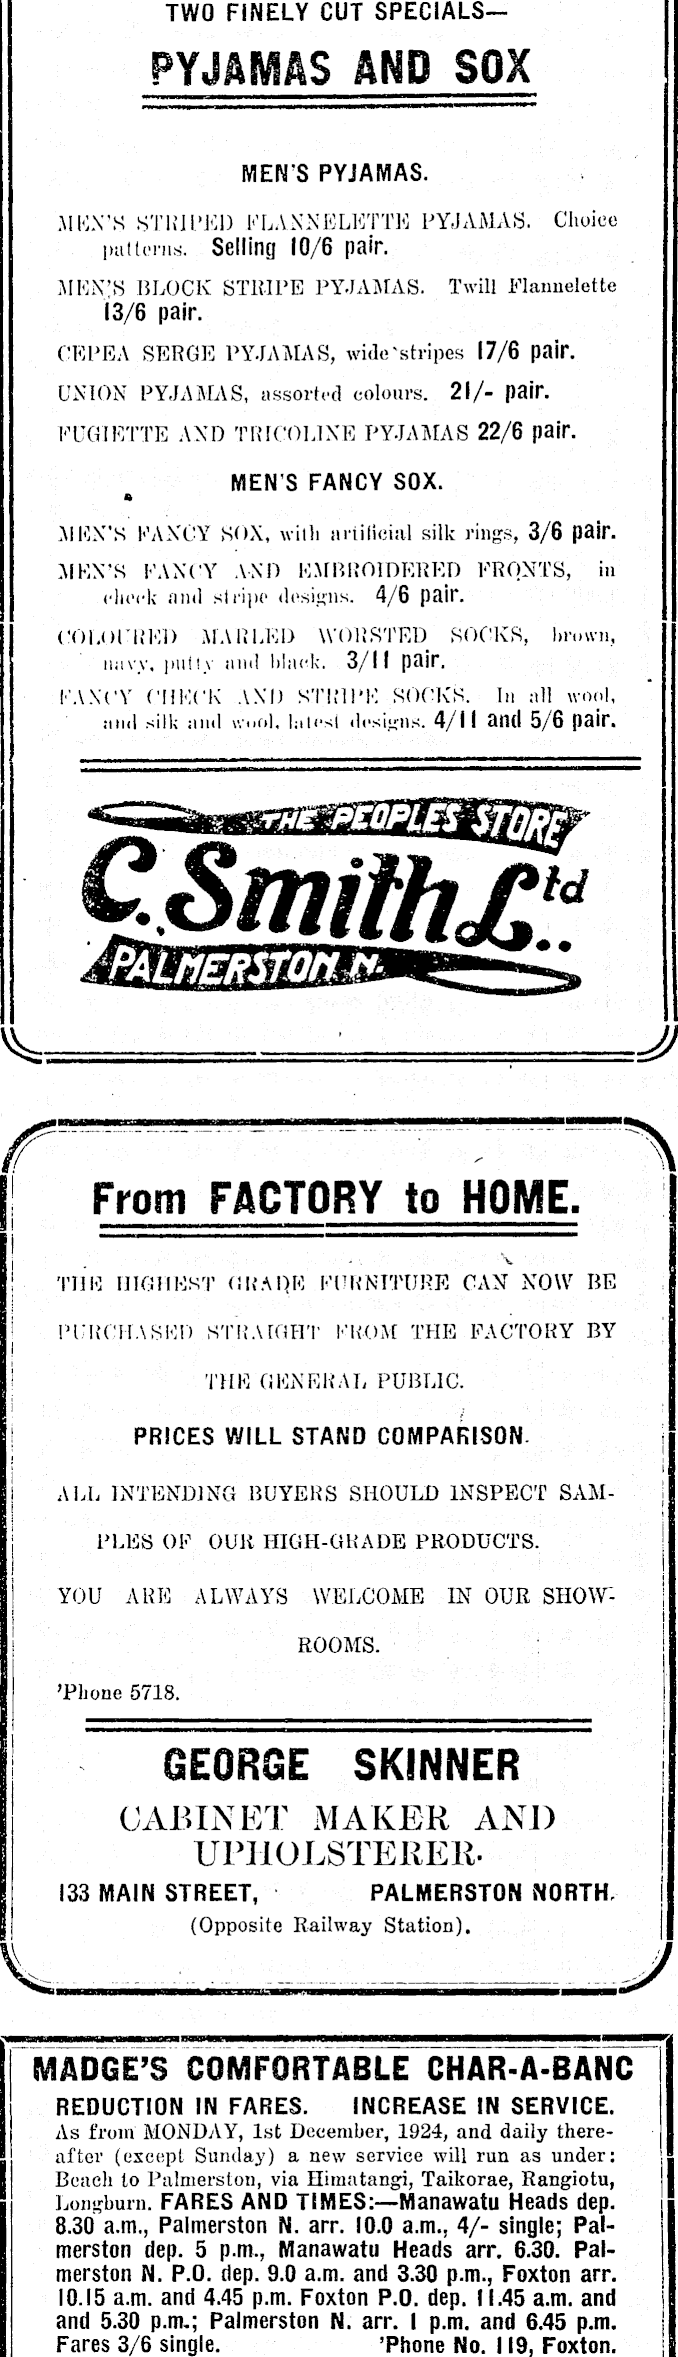 TWO FINELY CUT SPECIALS—
PYJAMAS AND SOX
MEN'S PYJAMAS.
MEN'S STRIPED FLANNELETTE PYJAMAS. Choice
patterns. Selling 10/6 pair.
MEN'S BLOCK STRIPE PYJAMAS. Twill Flannelette
13/6 pair.
CEPEA SERGE PYJAMAS, wide stripes 17/6 pair.
UNION PYJAMAS, assorted colours. 21/- pair.
FUGIETTE AND TRICOLINE PYJAMAS 22/6 pair.
MEN'S FANCY SOX.
MEN'S FANCY SOX, with artificial silk rings, 3/6 pair.
MEN'S FANCY AND EMBROIDERED FRONTS, in
check and stripe designs. 4/6 pair.
COLOURED MARLED WORSTED SOCKS, brown,
navy, putty and black. 3/11 pair.
FANCY CHECK AND STRIPE SOCKS. In all wool,
and silk and wool, latest designs. 4/11 and 5/6 pair.
THE PEOPLES STORE
C. Smith Ltd..
PALMERSTON. N.
From FACTORY to HOME.
THE HIGHEST GRADE FURNITURE CAN NOW BE
PURCHASED STRAIGHT FROM THE FACTORY BY
THE GENERAL PUBLIC.
PRICES WILL STAND COMPARISON.
ALL INTENDING BUYERS SHOULD INSPECT SAM-
PLES OF OUR HIGH-GRADE PRODUCTS.
YOU ARE ALWAYS WELCOME IN OUR SHOW-
ROOMS.
'Phone 5718.
GEORGE SKINNER
CABINET MAKER AND
UPHOLSTERER.
133 MAIN STREET, PALMERSTON NORTH.
(Opposite Railway Station).
MADGE'S COMFORTABLE CHAR-A-BANC
REDUCTION IN FARES. INCREASE IN SERVICE.
As from MONDAY, 1st December, 1924, and daily there-
after (except Sunday) a new service will run as under:
Beach to Palmerston, via Himatangi, Taikorae, Rangiotu,
Longburn. FARES AND TIMES:—Manawatu Heads dep.
8.30 a.m., Palmerston N. arr. 10.0 a.m., 4/- single; Pal-
merston dep. 5 p.m., Manawatu Heads arr. 6.30. Pal-
merston N. P.O. dep. 9.0 a.m. and 3.30 p.m., Foxton arr.
10.15 a.m. and 4.45 p.m. Foxton P.O. dep. 11.45 a.m. and
and 5.30 p.m.; Palmerston N. arr. 1 p.m. and 6.45 p.m.
Fares 3/6 single. 'Phone No. 119, Foxton.